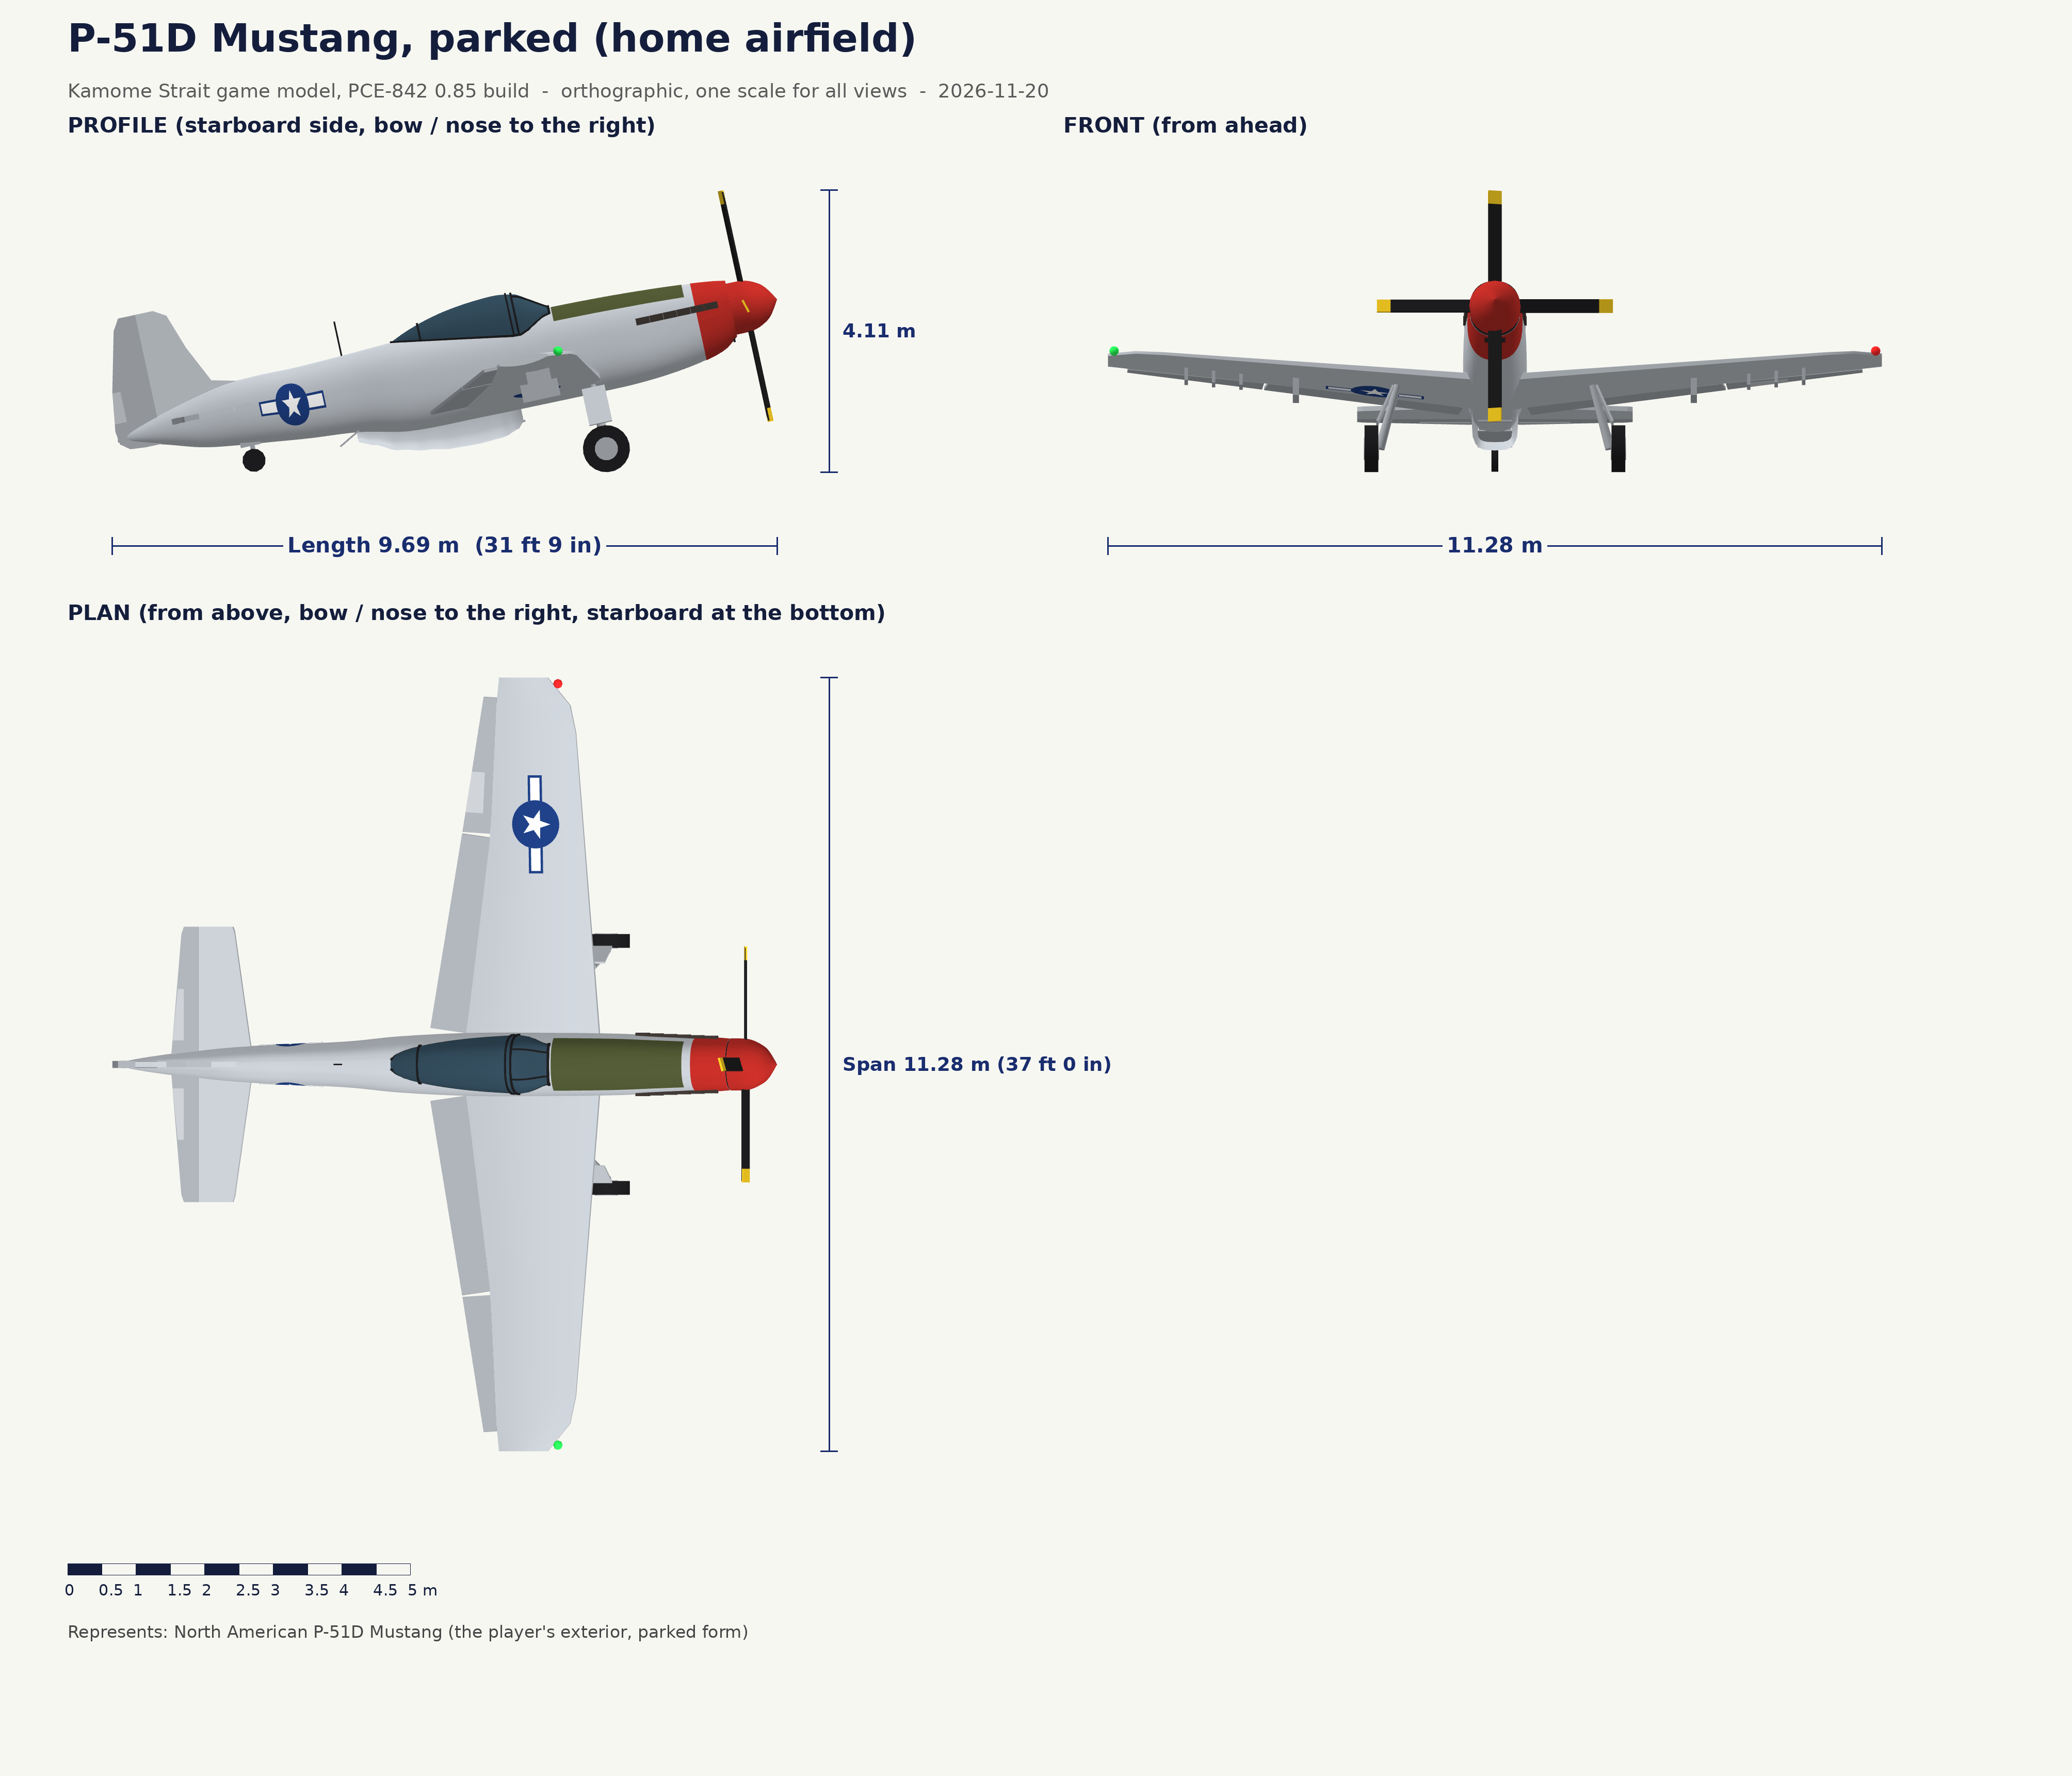 P-51D Mustang, parked (home airfield)
Kamome Strait game model, PCE-842 0.85 build - orthographic, one scale for all views - 2026-11-20
PROFILE (starboard side, bow / nose to the right)
FRONT (from ahead)
4.11 m
Length 9.69 m (31 ft 9 in)
11.28 m
PLAN (from above, bow / nose to the right, starboard at the bottom)
Span 11.28 m (37 ft 0 in)
0 0.5 1 1.5 2 2.5 3 3.5 4 4.5 5 m
Represents: North American P-51D Mustang (the player's exterior, parked form)